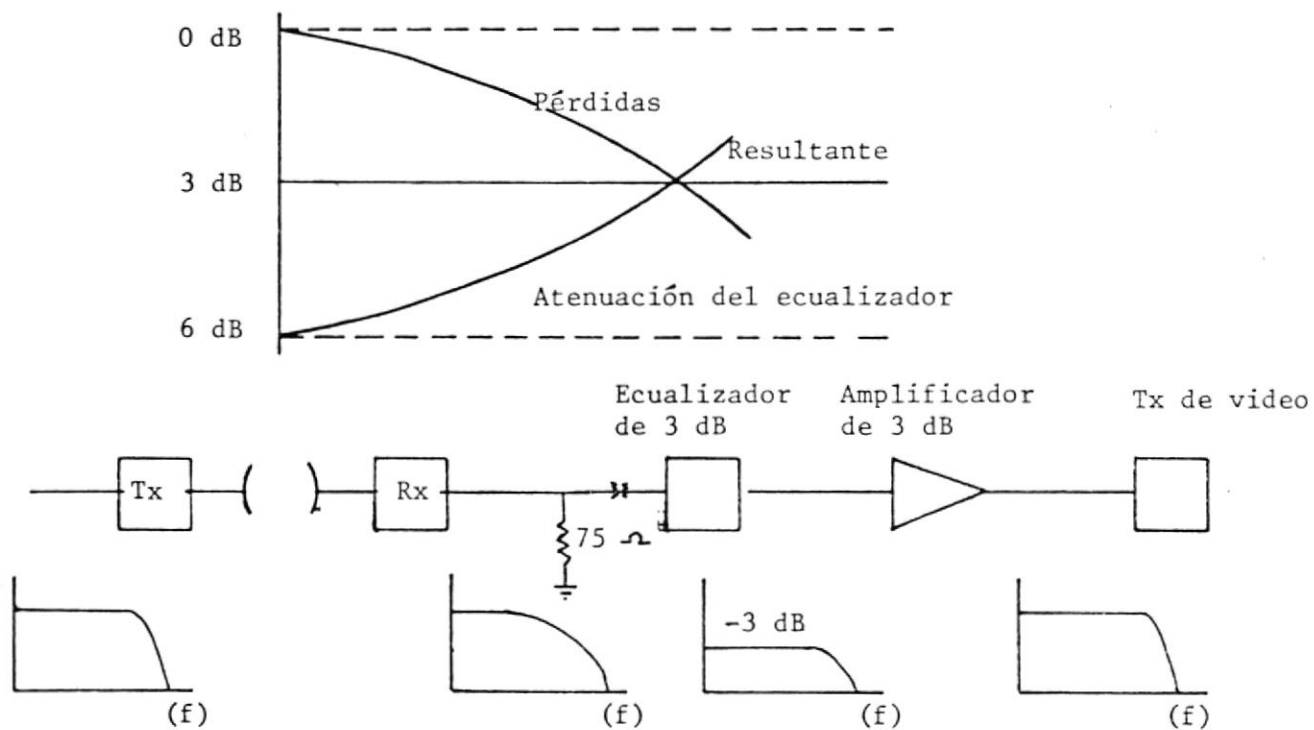 0 dB
Pérdidas
Resultante
3 dB
Atenuación del ecualizador
6 dB
Ecualizador
de 3 dB
Amplificador
de 3 dB
Tx de video
Tx
Rx
75 Ω
-3 dB
(f)
(f)
(f)
(f)